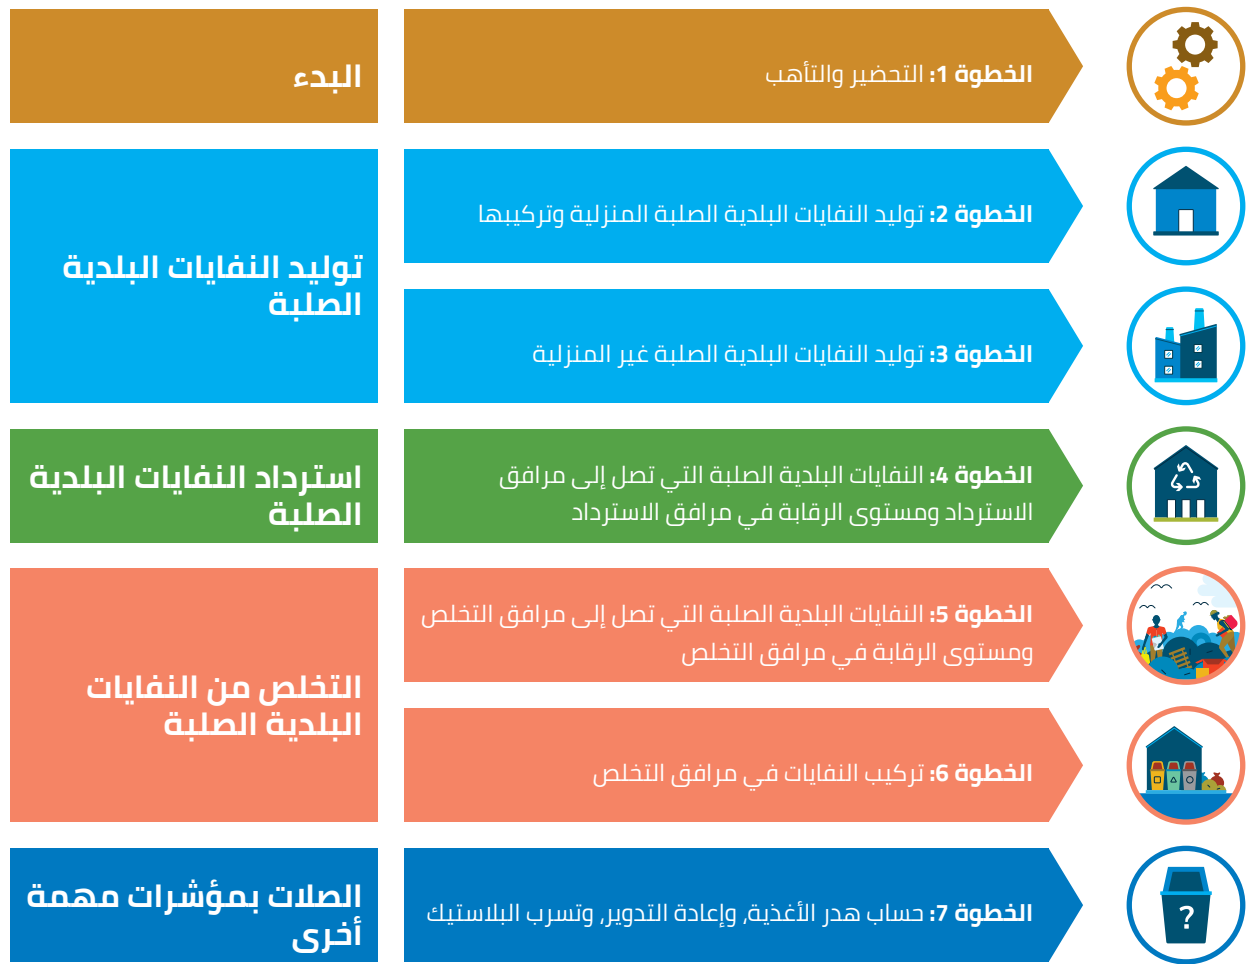 البدء
الخطوة 1: التحضير والتأهب
توليد النفايات البلدية
الصلبة
الخطوة 2: توليد النفايات البلدية الصلبة المنزلية وتركيبها
الخطوة 3: توليد النفايات البلدية الصلبة غير المنزلية
استرداد النفايات البلدية
الصلبة
الخطوة 4: النفايات البلدية الصلبة التي تصل إلى مرافق
الاسترداد ومستوى الرقابة في مرافق الاسترداد
التخلص من النفايات
البلدية الصلبة
الخطوة 5: النفايات البلدية الصلبة التي تصل إلى مرافق التخلص
ومستوى الرقابة في مرافق التخلص
الخطوة 6: تركيب النفايات في مرافق التخلص
الصلات بمؤشرات مهمة
أخرى
الخطوة 7: حساب هدر الأغذية، وإعادة التدوير، وتسرب البلاستيك
?